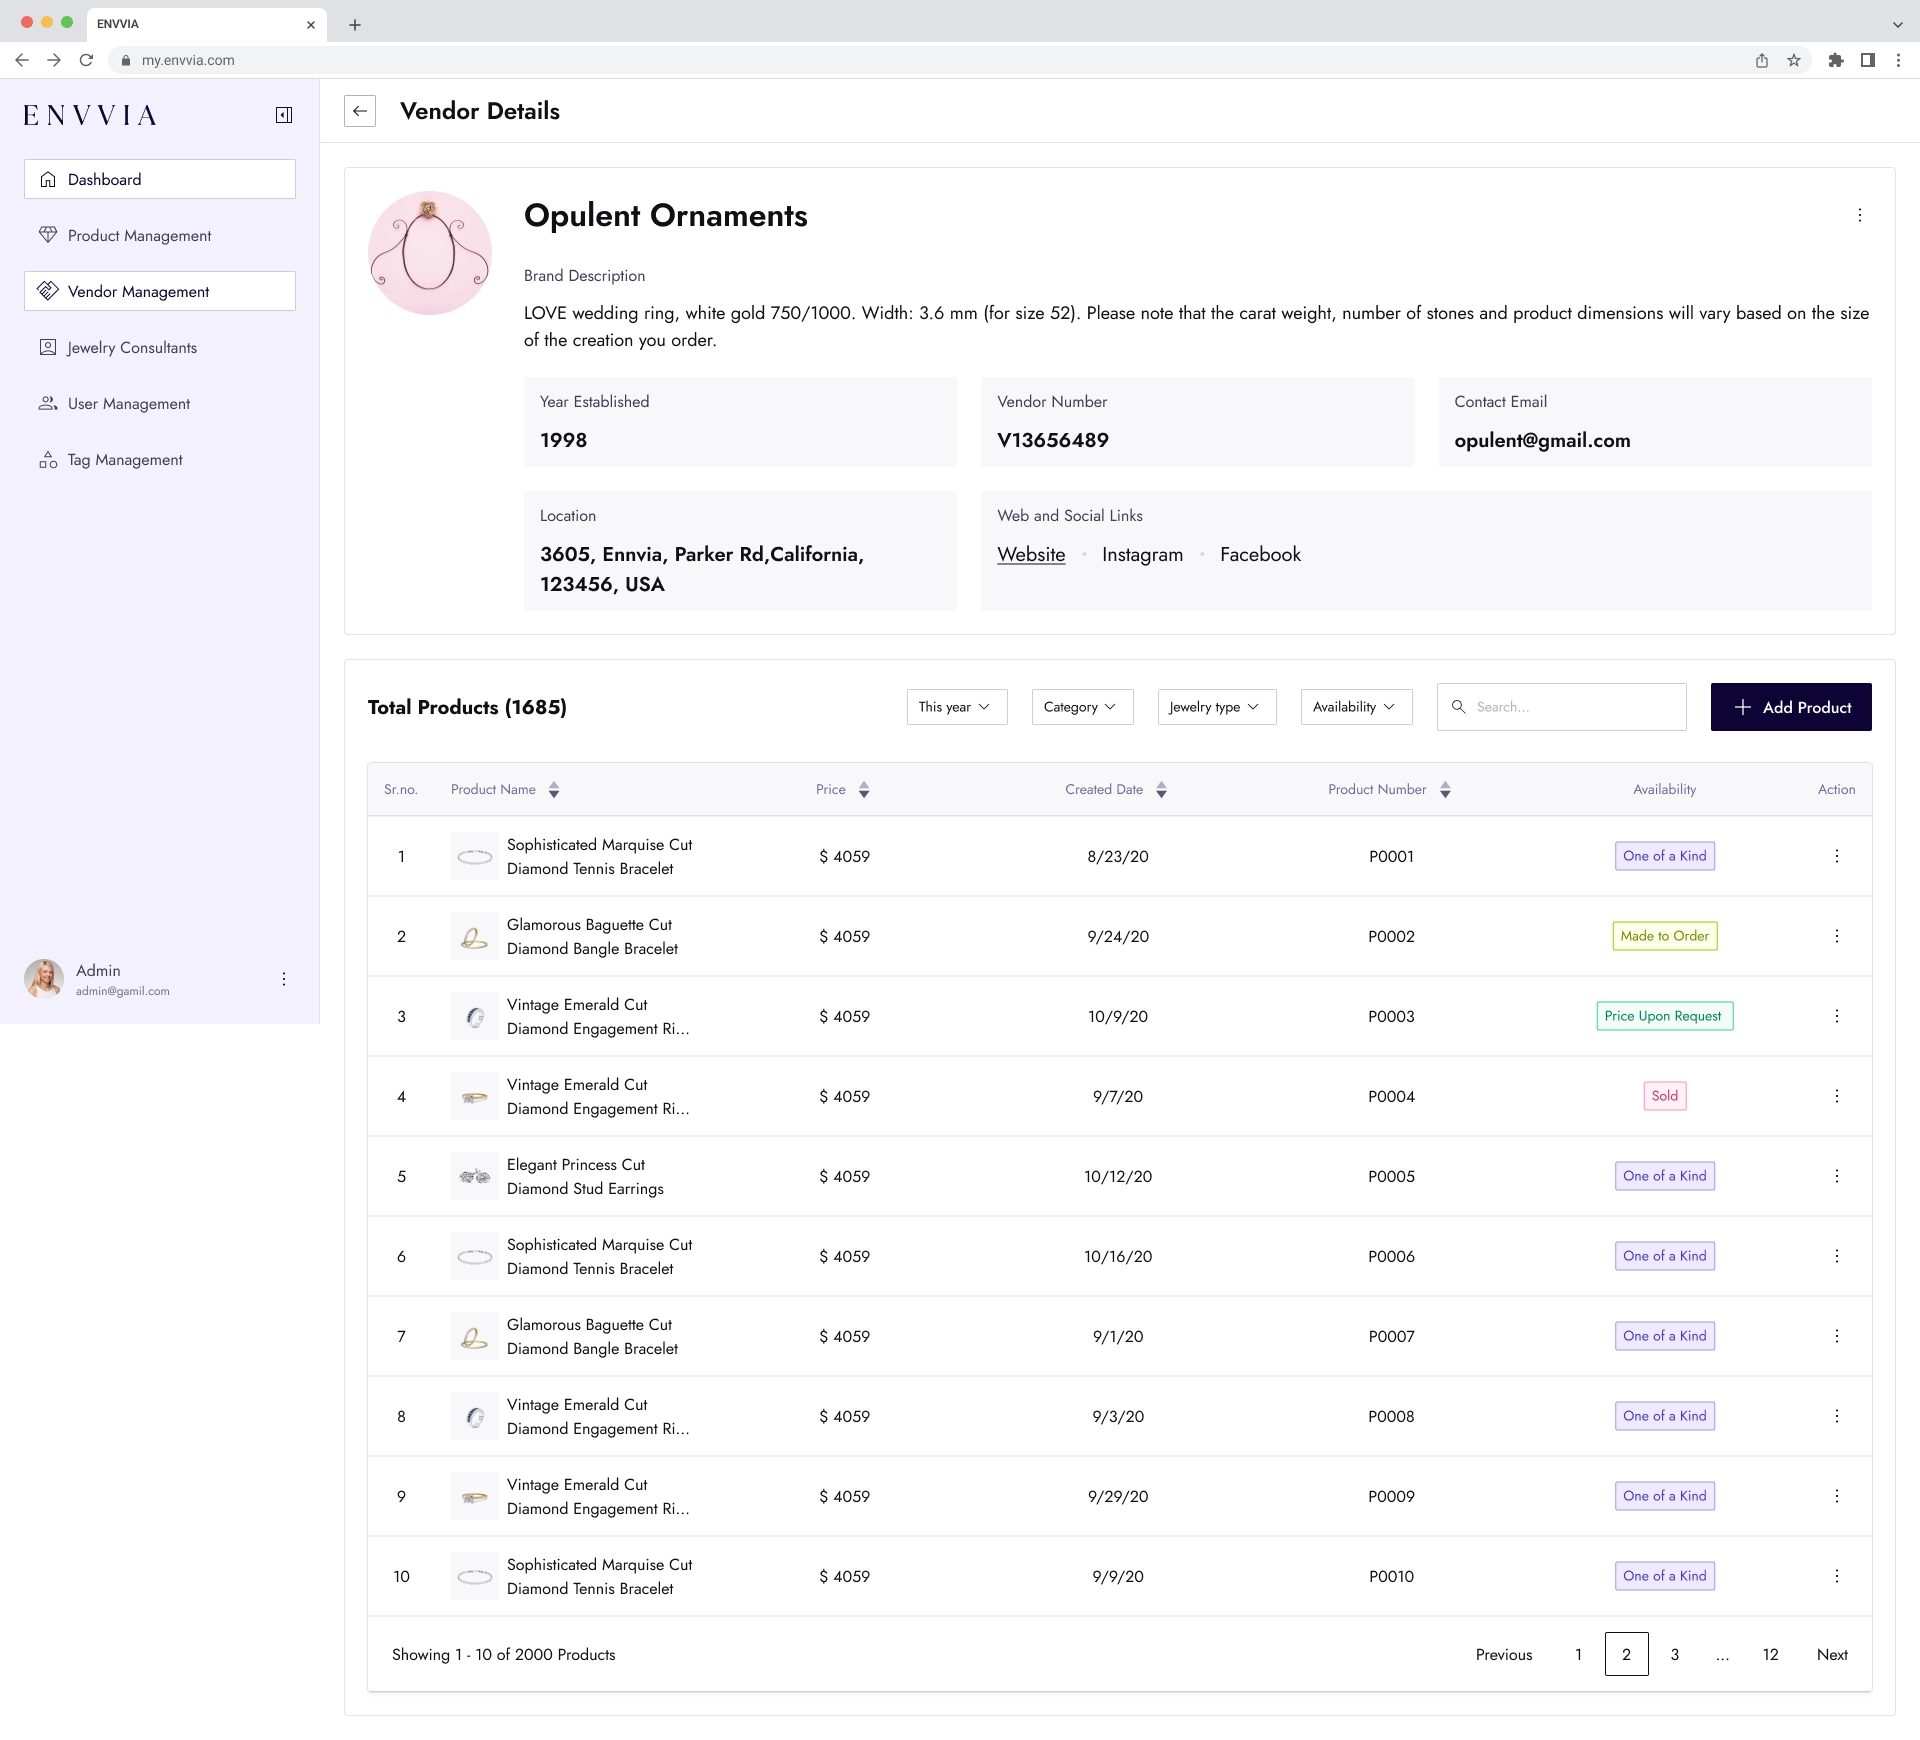 ENVVIA
my.envvia.com
ENVVIA
Dashboard
Product Management
Vendor Management
Jewelry Consultants
User Management
Tag Management
Admin
admin@gamil.com
Vendor Details
Opulent Ornaments
Brand Description
LOVE wedding ring, white gold 750/1000. Width: 3.6 mm (for size 52). Please note that the carat weight, number of stones and product dimensions will vary based on the size
of the creation you order.
Year Established
1998
Vendor Number
V13656489
Contact Email
opulent@gmail.com
Location
3605, Ennvia, Parker Rd,California,
123456, USA
Web and Social Links
Website • Instagram • Facebook
Total Products (1685)
This year
Category
Jewelry type
Availability
Search...
Add Product
Sr.no. Product Name Price Created Date Product Number Availability Action
1 Sophisticated Marquise Cut
Diamond Tennis Bracelet $ 4059 8/23/20 P0001 One of a Kind
2 Glamorous Baguette Cut
Diamond Bangle Bracelet $ 4059 9/24/20 P0002 Made to Order
3 Vintage Emerald Cut
Diamond Engagement Ri... $ 4059 10/9/20 P0003 Price Upon Request
4 Vintage Emerald Cut
Diamond Engagement Ri... $ 4059 9/7/20 P0004 Sold
5 Elegant Princess Cut
Diamond Stud Earrings $ 4059 10/12/20 P0005 One of a Kind
6 Sophisticated Marquise Cut
Diamond Tennis Bracelet $ 4059 10/16/20 P0006 One of a Kind
7 Glamorous Baguette Cut
Diamond Bangle Bracelet $ 4059 9/1/20 P0007 One of a Kind
8 Vintage Emerald Cut
Diamond Engagement Ri... $ 4059 9/3/20 P0008 One of a Kind
9 Vintage Emerald Cut
Diamond Engagement Ri... $ 4059 9/29/20 P0009 One of a Kind
10 Sophisticated Marquise Cut
Diamond Tennis Bracelet $ 4059 9/9/20 P0010 One of a Kind
Showing 1 - 10 of 2000 Products
Previous 1 2 3 ... 12 Next